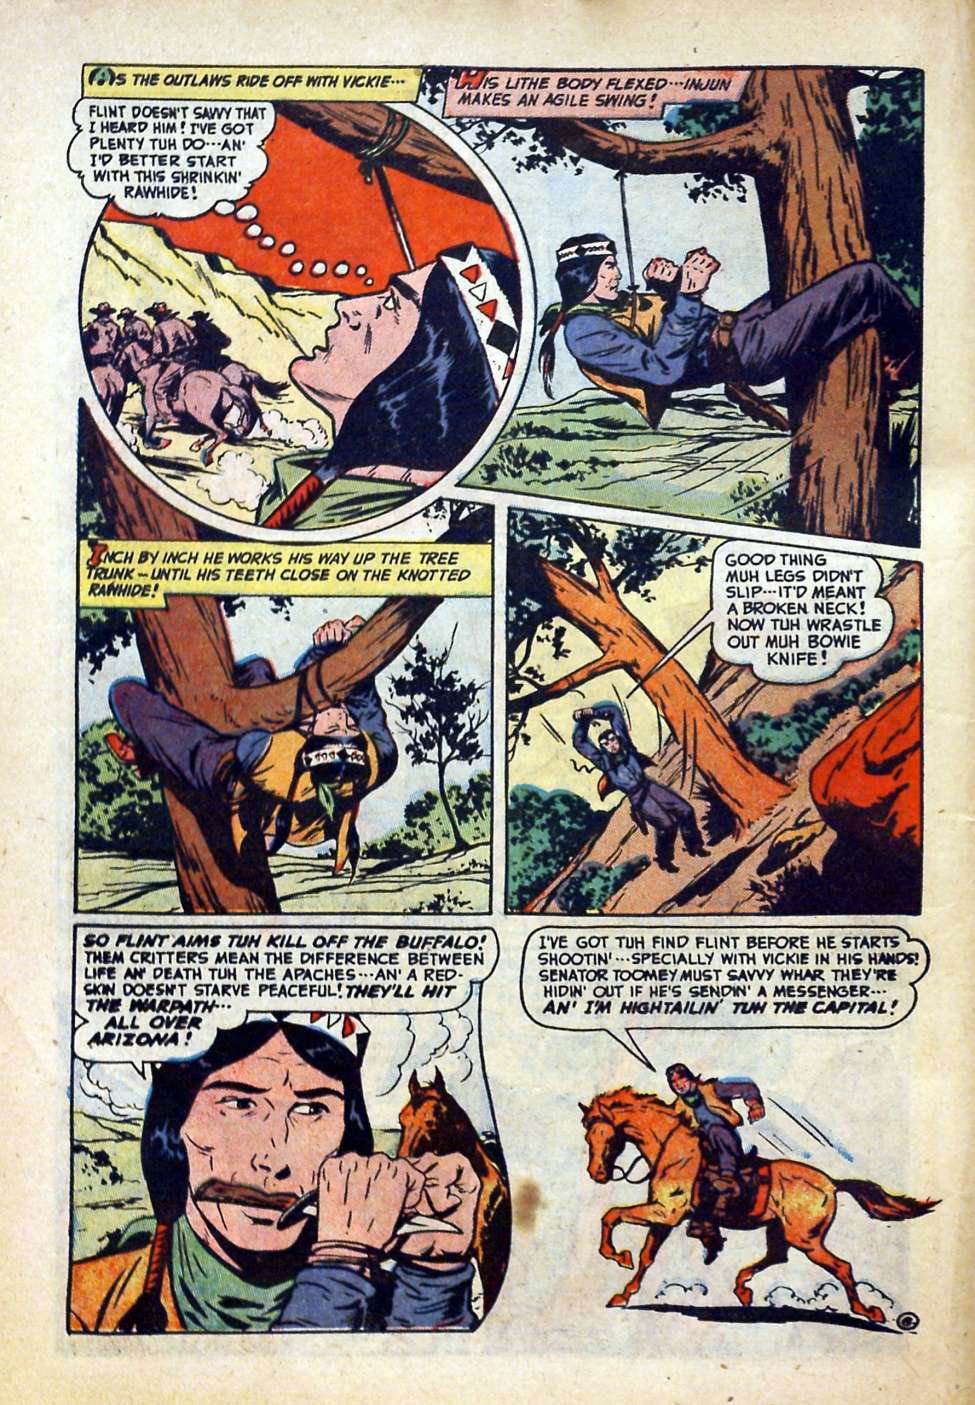 AS THE OUTLAWS RIDE OFF WITH VICKIE---
FLINT DOESN'T SAVVY THAT
I HEARD HIM! I'VE GOT
PLENTY TUH DO---AN'
I'D BETTER START
WITH THIS SHRINKIN'
RAWHIDE!
HIS LITHE BODY FLEXED---INJUN
MAKES AN AGILE SWING!
INCH BY INCH HE WORKS HIS WAY UP THE TREE
TRUNK--UNTIL HIS TEETH CLOSE ON THE KNOTTED
RAWHIDE!
GOOD THING
MUH LEGS DIDN'T
SLIP---IT'D MEANT
A BROKEN NECK!
NOW TUH WRASTLE
OUT MUH BOWIE
KNIFE!
SO FLINT AIMS TUH KILL OFF THE BUFFALO!
THEM CRITTERS MEAN THE DIFFERENCE BETWEEN
LIFE AN' DEATH TUH THE APACHES---AN' A RED-
SKIN DOESN'T STARVE PEACEFUL! THEY'LL HIT
THE WARPATH---
ALL OVER
ARIZONA!
I'VE GOT TUH FIND FLINT BEFORE HE STARTS
SHOOTIN'---SPECIALLY WITH VICKIE IN HIS HANDS!
SENATOR TOOMEY MUST SAVVY WHAR THEY'RE
HIDIN' OUT IF HE'S SENDIN' A MESSENGER---
AN' I'M HIGHTAILIN' TUH THE CAPITAL!